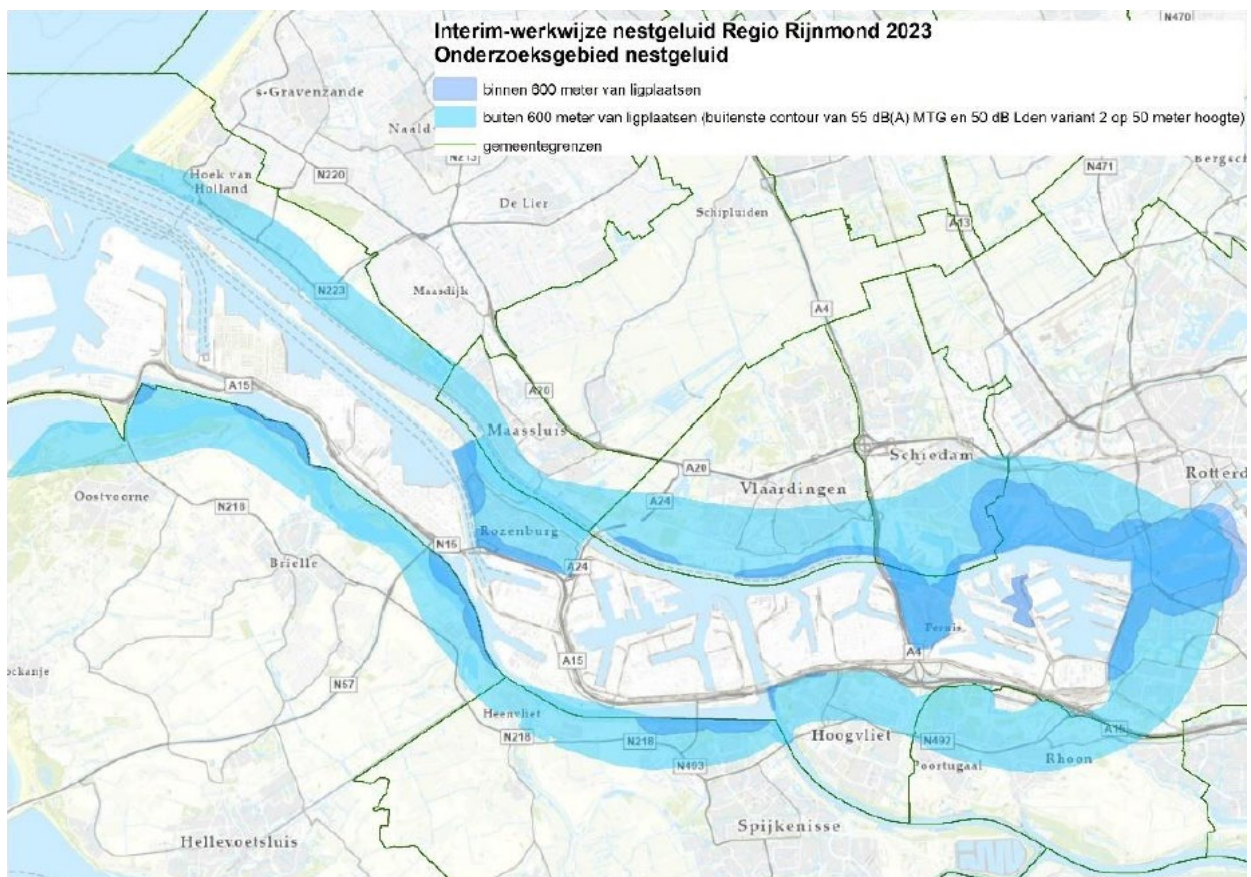 Interim-werkwijze nestgeluid Regio Rijnmond 2023
Onderzoeksgebied nestgeluid
binnen 600 meter van ligplaatsen
buiten 600 meter van ligplaatsen (buitenste contour van 55 dB(A) MTG en 50 dB Lden variant 2 op 50 meter hoogte)
gemeentegrenzen
N470
s-Gravenzande
Naald
N213
Bergsch
Hoek van
Holland
N220
N471
De Lier
Schipluiden
A13
N223
Maasdijk
A4
A15
A20
Maassluis
Schiedam
A20
Vlaardingen
Rotterd
Oostvoorne
N218
A24
Rozenburg
N15
Brielle
A24
Pernis
A4
A15
ockanje
N57
Heenvliet
N218
N218
Hoogvliet
N492
A15
N493
Poortugaal
Rhoon
Spijkenisse
Hellevoetsluis